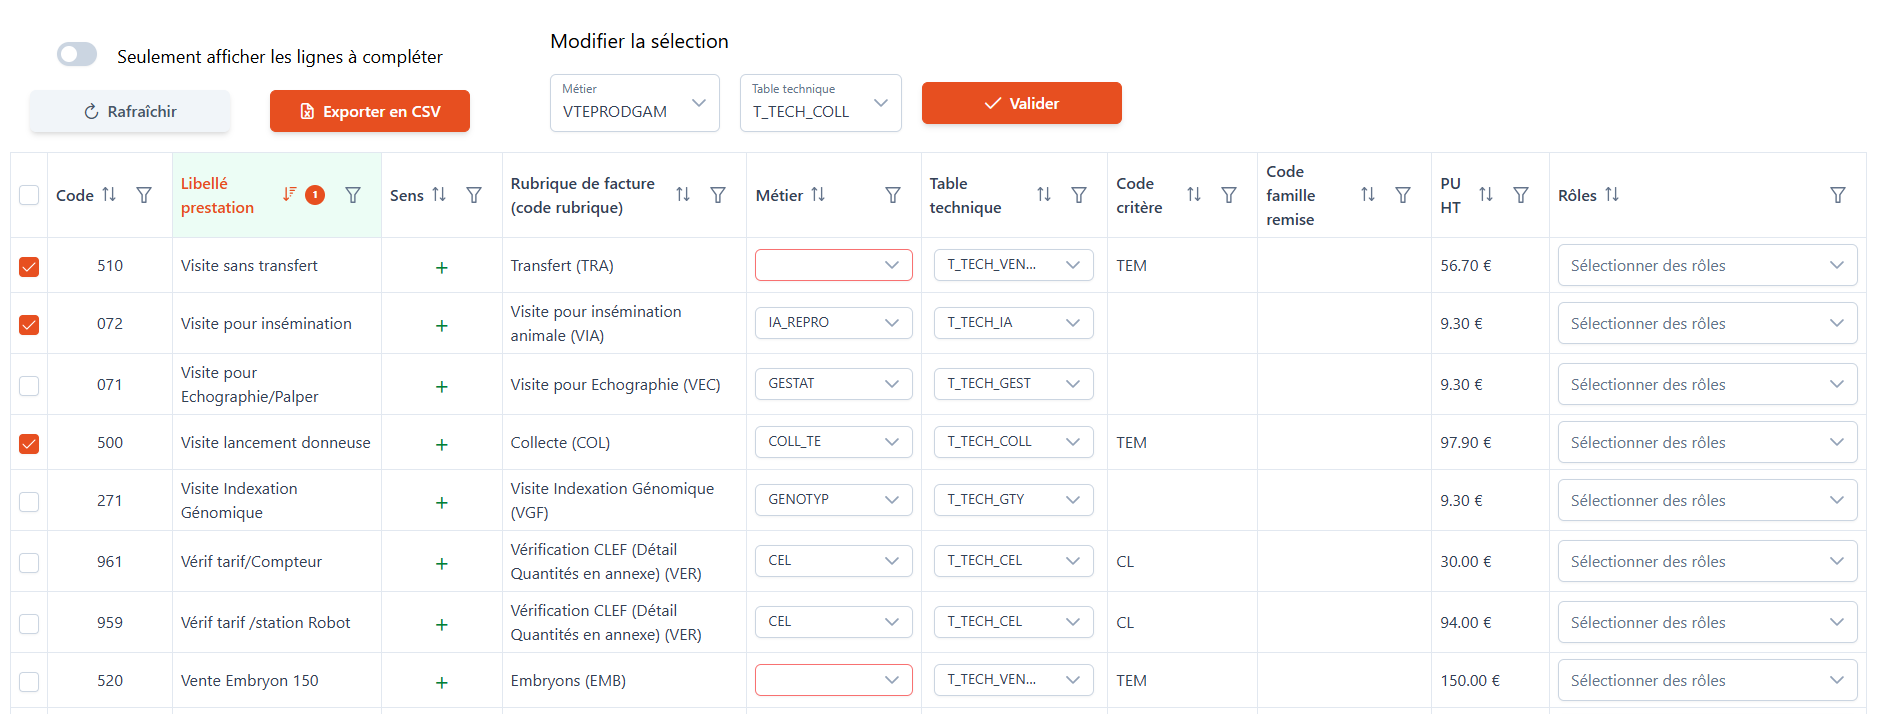 Seulement afficher les lignes à compléter
Modifier la sélection
Rafraîchir
Exporter en CSV
Métier
VTEPRODGAM
Table technique
T_TECH_COLL
Valider
Code
Libellé
prestation
1
Sens
Rubrique de facture
(code rubrique)
Métier
Table
technique
Code
critère
Code
famille
remise
PU
HT
Rôles
510
Visite sans transfert
+
Transfert (TRA)
T_TECH_VEN...
TEM
56.70 €
Sélectionner des rôles
072
Visite pour insémination
+
Visite pour insémination
animale (VIA)
IA_REPRO
T_TECH_IA
9.30 €
Sélectionner des rôles
071
Visite pour
Echographie/Palper
+
Visite pour Echographie (VEC)
GESTAT
T_TECH_GEST
9.30 €
Sélectionner des rôles
500
Visite lancement donneuse
+
Collecte (COL)
COLL_TE
T_TECH_COLL
TEM
97.90 €
Sélectionner des rôles
271
Visite Indexation
Génomique
+
Visite Indexation Génomique
(VGF)
GENOTYP
T_TECH_GTY
9.30 €
Sélectionner des rôles
961
Vérif tarif/Compteur
+
Vérification CLEF (Détail
Quantités en annexe) (VER)
CEL
T_TECH_CEL
CL
30.00 €
Sélectionner des rôles
959
Vérif tarif /station Robot
+
Vérification CLEF (Détail
Quantités en annexe) (VER)
CEL
T_TECH_CEL
CL
94.00 €
Sélectionner des rôles
520
Vente Embryon 150
+
Embryons (EMB)
T_TECH_VEN...
TEM
150.00 €
Sélectionner des rôles